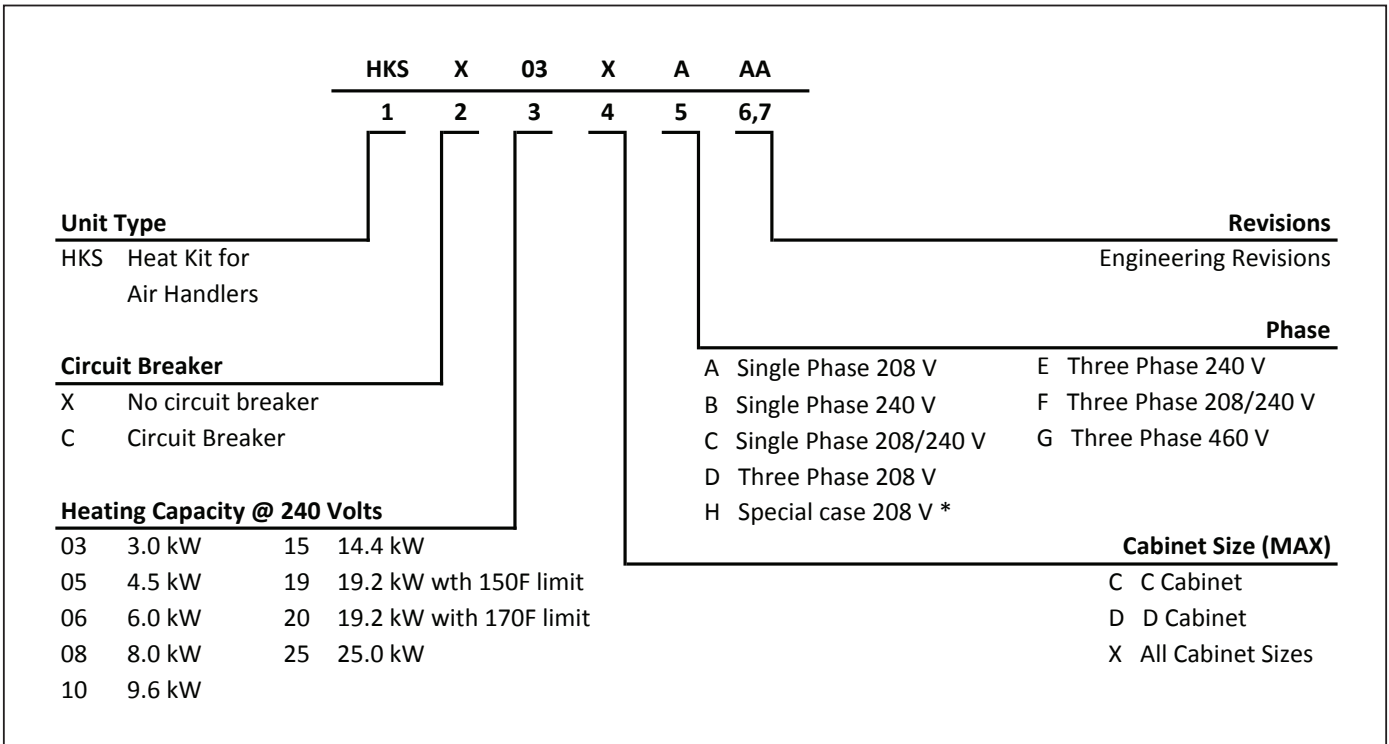 HKS X 03 X A AA
1 2 3 4 5 6,7
Unit Type
HKS Heat Kit for
Air Handlers
Circuit Breaker
X No circuit breaker
C Circuit Breaker
Heating Capacity @ 240 Volts
03 3.0 kW 15 14.4 kW
05 4.5 kW 19 19.2 kW wth 150F limit
06 6.0 kW 20 19.2 kW with 170F limit
08 8.0 kW 25 25.0 kW
10 9.6 kW
Revisions
Engineering Revisions
Phase
A Single Phase 208 V E Three Phase 240 V
B Single Phase 240 V F Three Phase 208/240 V
C Single Phase 208/240 V G Three Phase 460 V
D Three Phase 208 V
H Special case 208 V *
Cabinet Size (MAX)
C C Cabinet
D D Cabinet
X All Cabinet Sizes